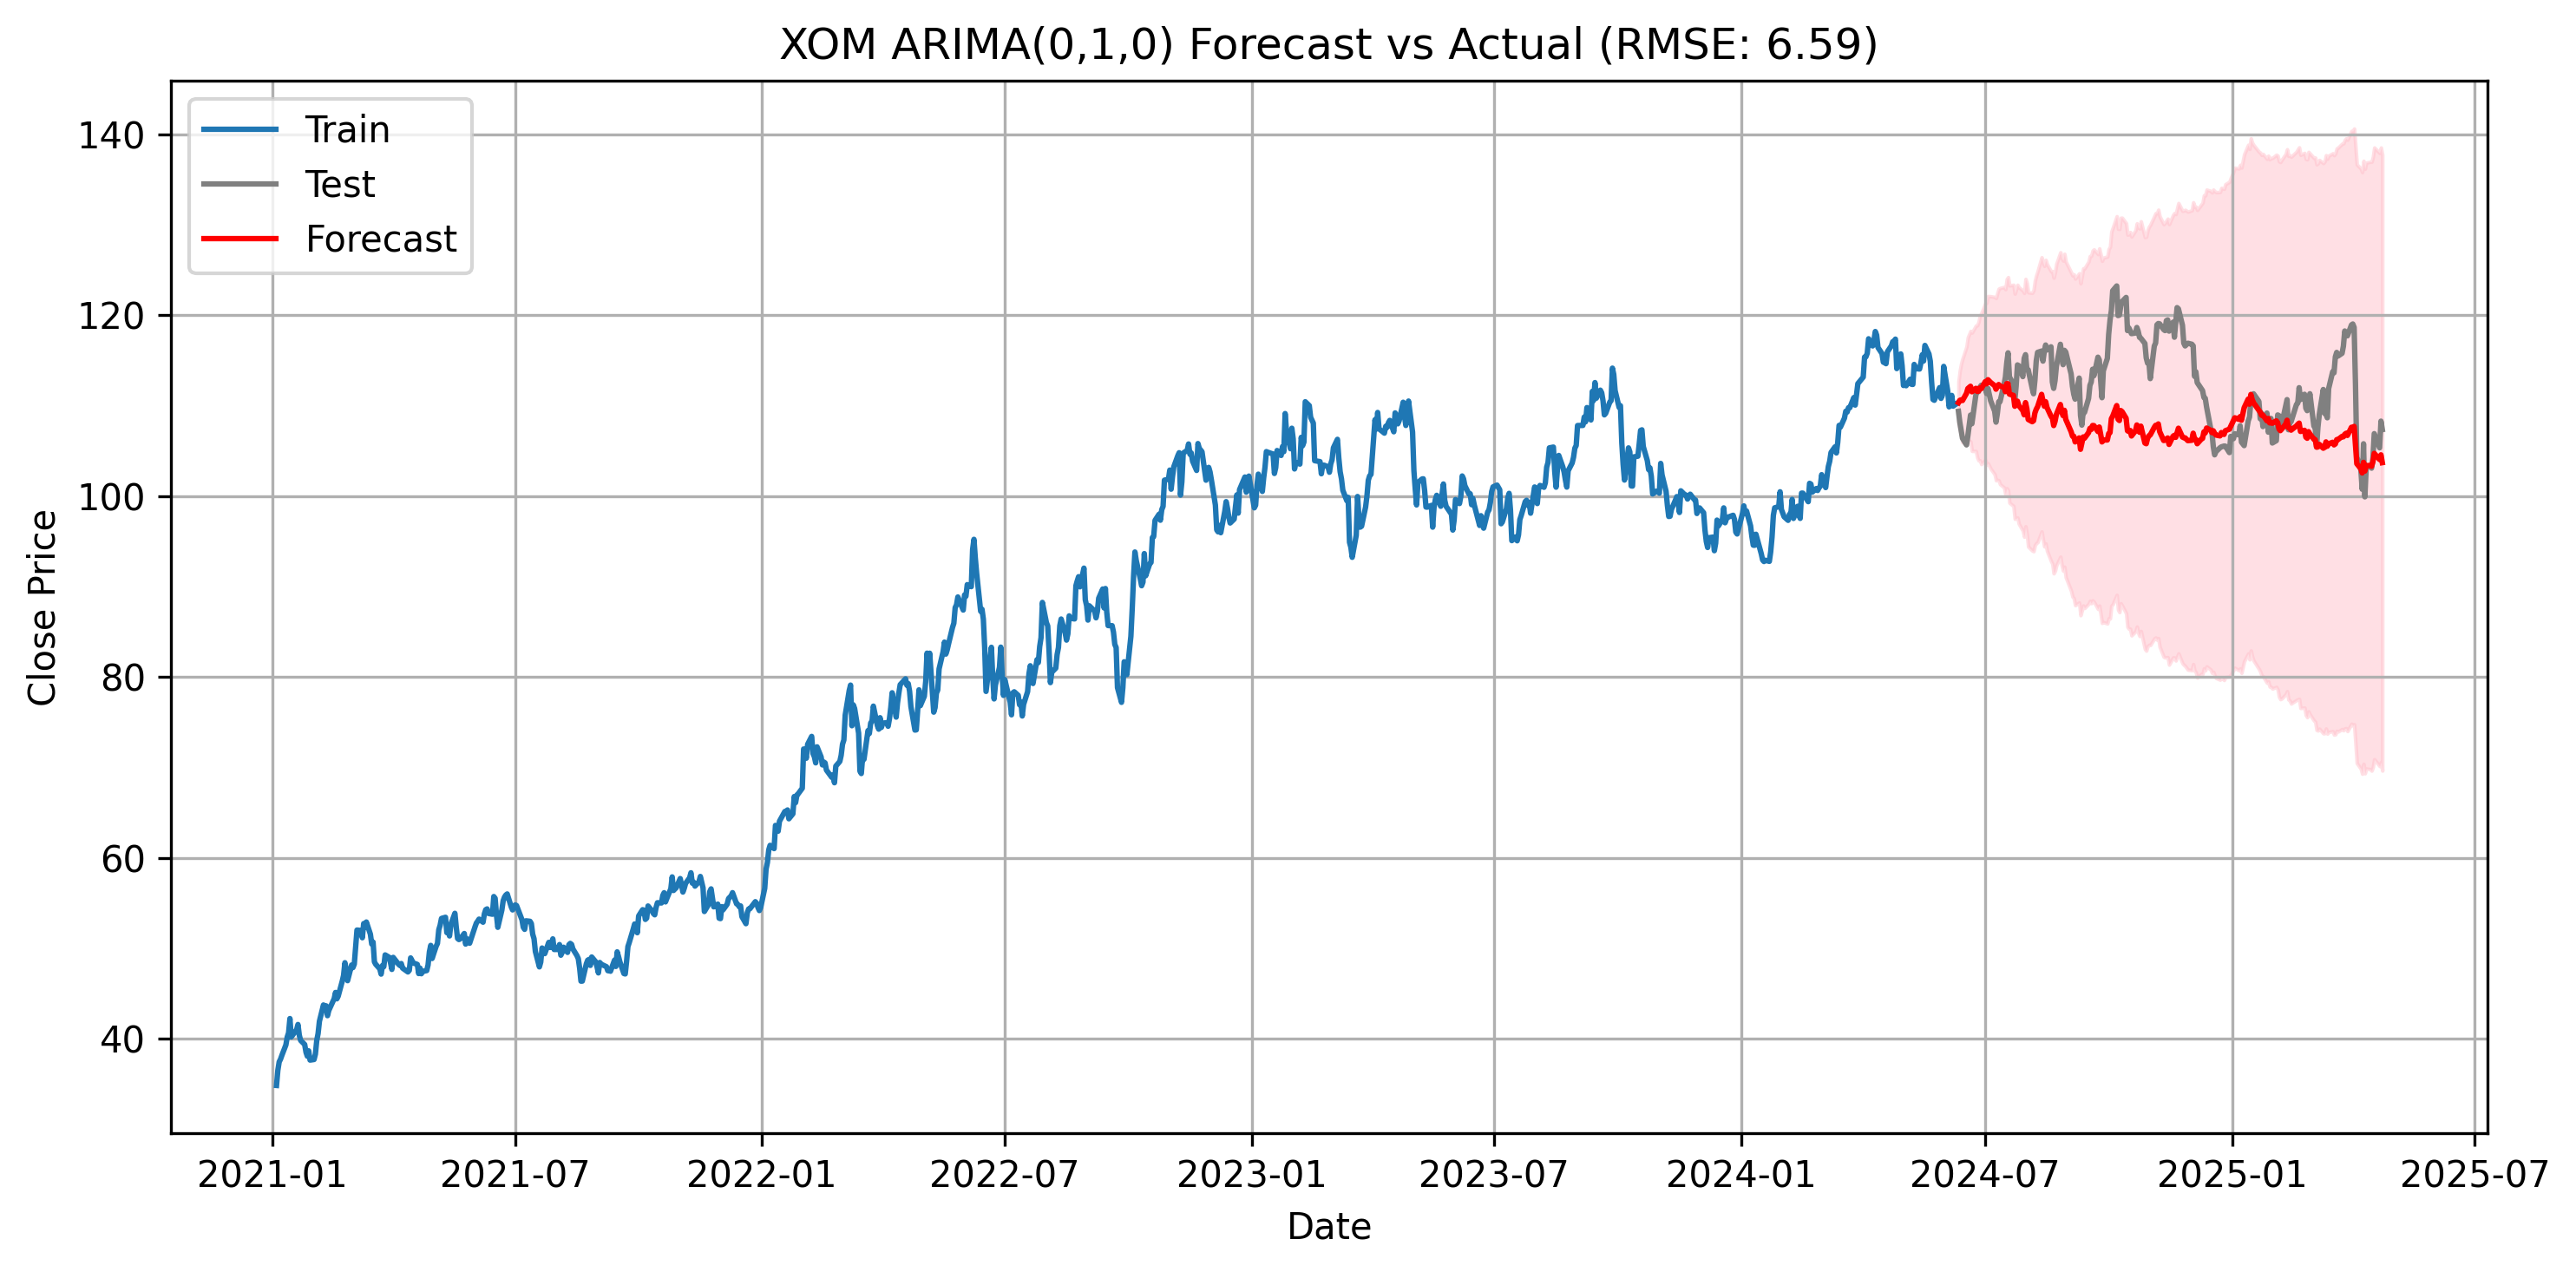 XOM ARIMA(0,1,0) Forecast vs Actual (RMSE: 6.59)
Train
Test
Forecast
140
120
100
80
60
40
Close Price
2021-01 2021-07 2022-01 2022-07 2023-01 2023-07 2024-01 2024-07 2025-01 2025-07
Date